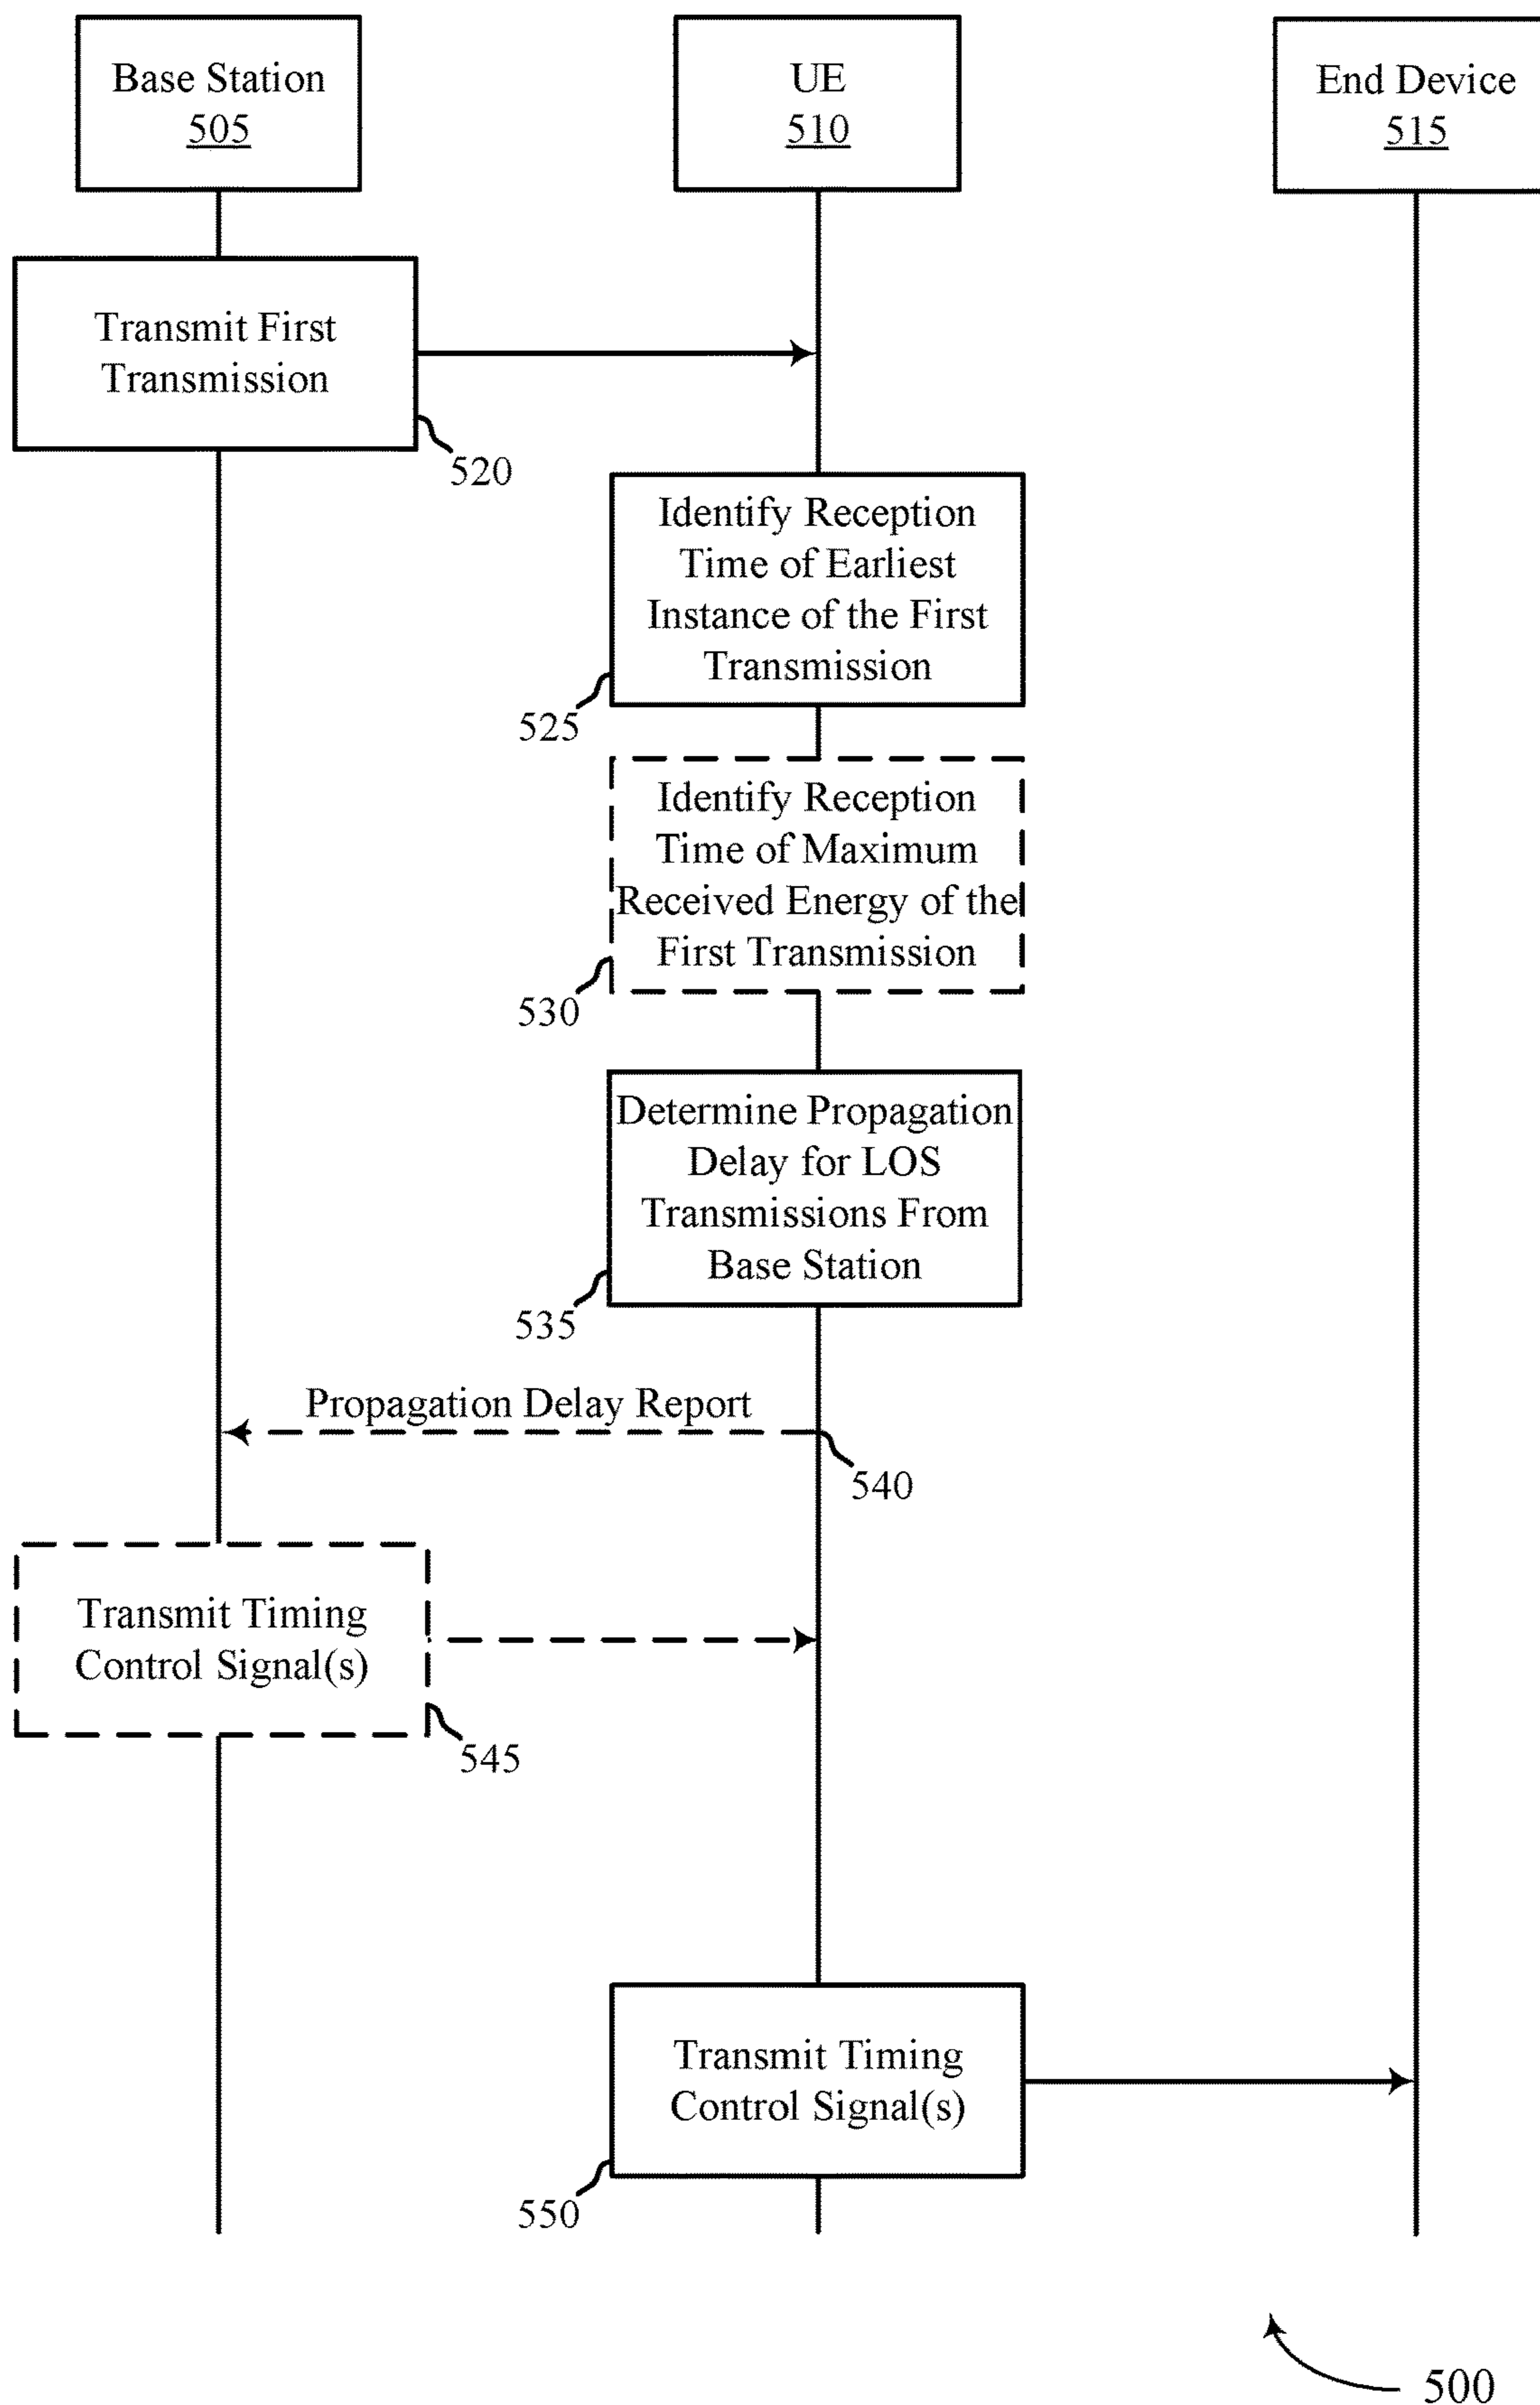 Base Station
505
UE
510
End Device
515
Transmit First
Transmission
520
Identify Reception
Time of Earliest
Instance of the First
Transmission
525
Identify Reception
Time of Maximum
Received Energy of the
First Transmission
530
Determine Propagation
Delay for LOS
Transmissions From
Base Station
535
Propagation Delay Report
540
Transmit Timing
Control Signal(s)
545
Transmit Timing
Control Signal(s)
550
500